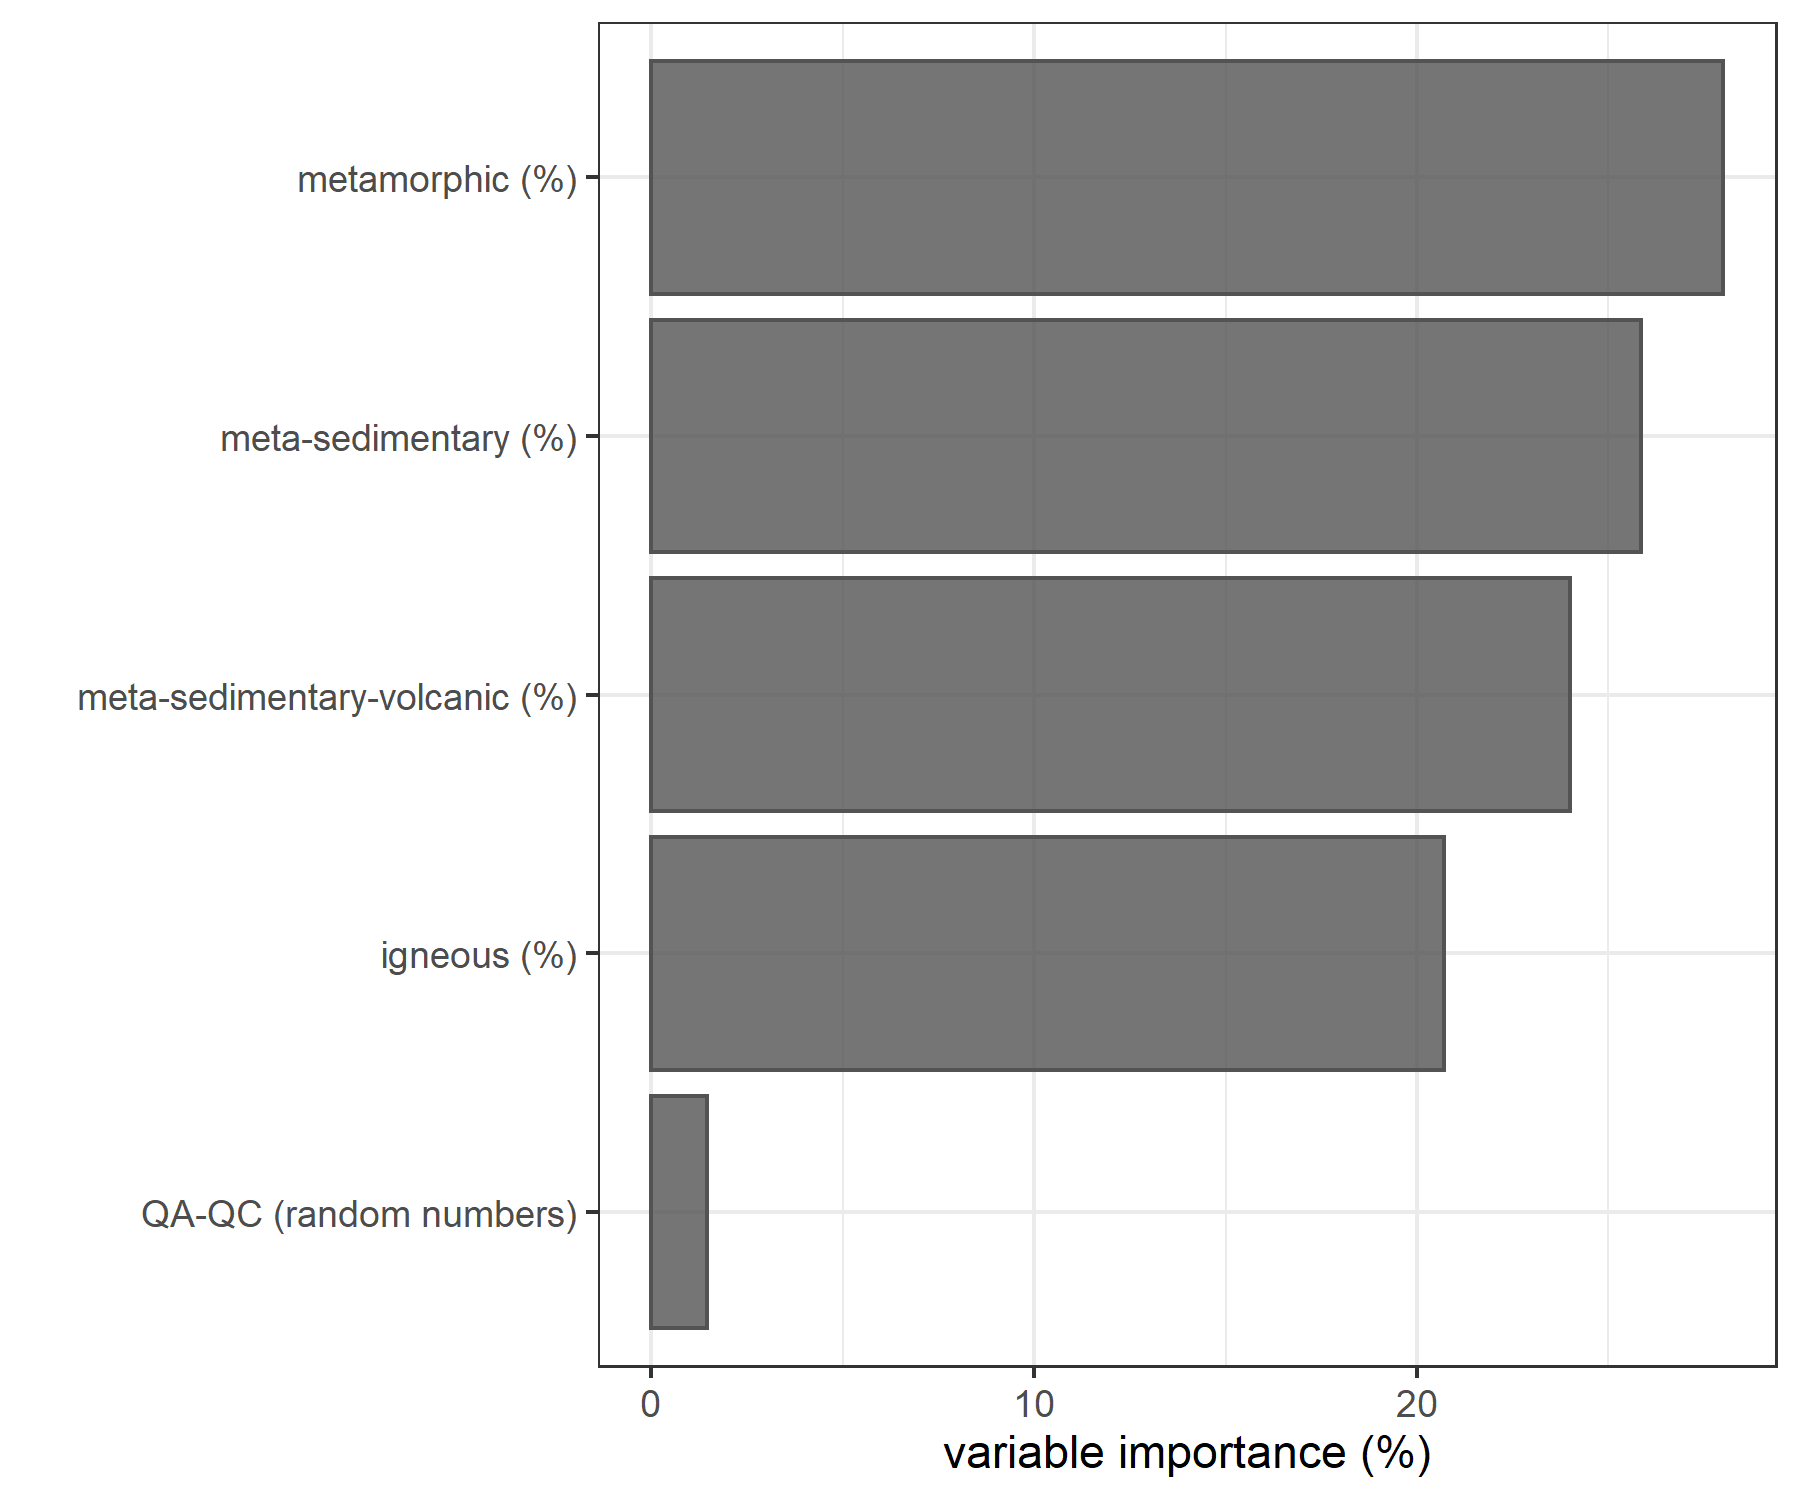 metamorphic (%)
meta-sedimentary (%)
meta-sedimentary-volcanic (%)
igneous (%)
QA-QC (random numbers)
0 10 20
variable importance (%)